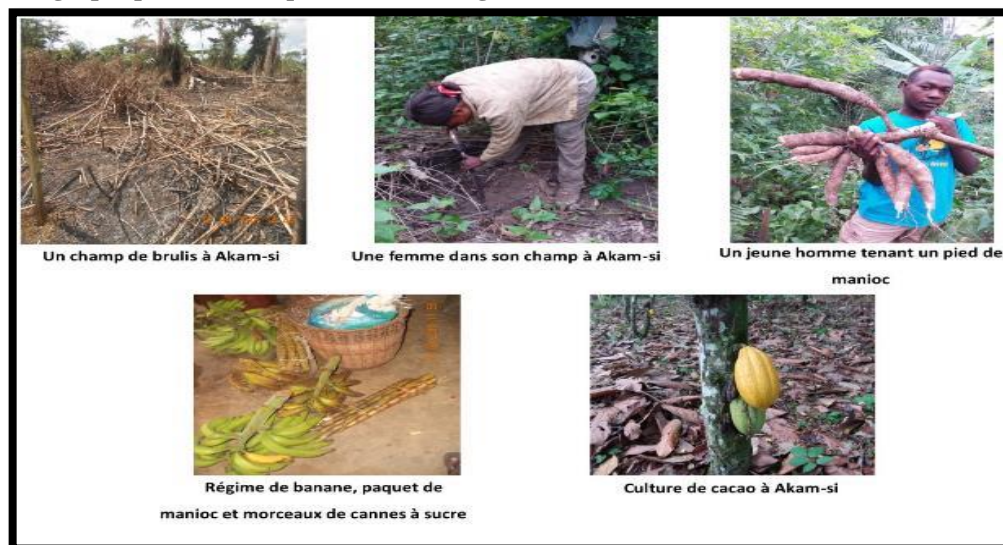 Un champ de brulis à Akam-si
Une femme dans son champ à Akam-si
Un jeune homme tenant un pied de
manioc
Régime de banane, paquet de
manioc et morceaux de cannes à sucre
Culture de cacao à Akam-si